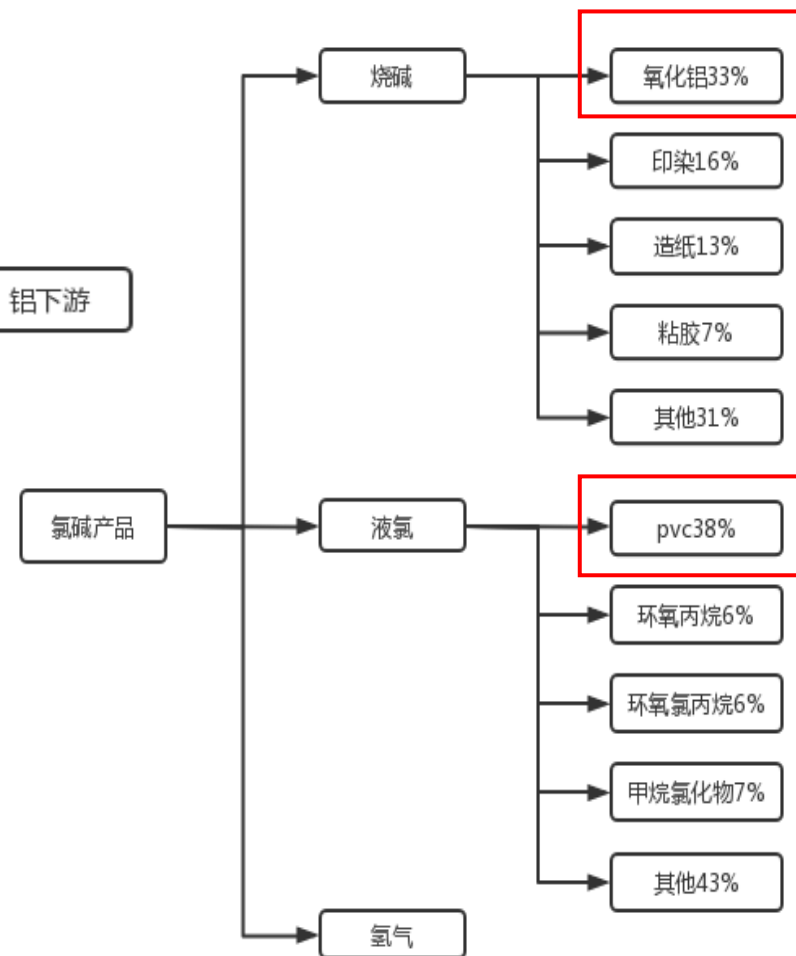 烧碱
氧化铝33%
印染16%
造纸13%
铝下游
粘胶7%
其他31%
氯碱产品
液氯
pvc38%
环氧丙烷6%
环氧氯丙烷6%
甲烷氯化物7%
其他43%
氢气